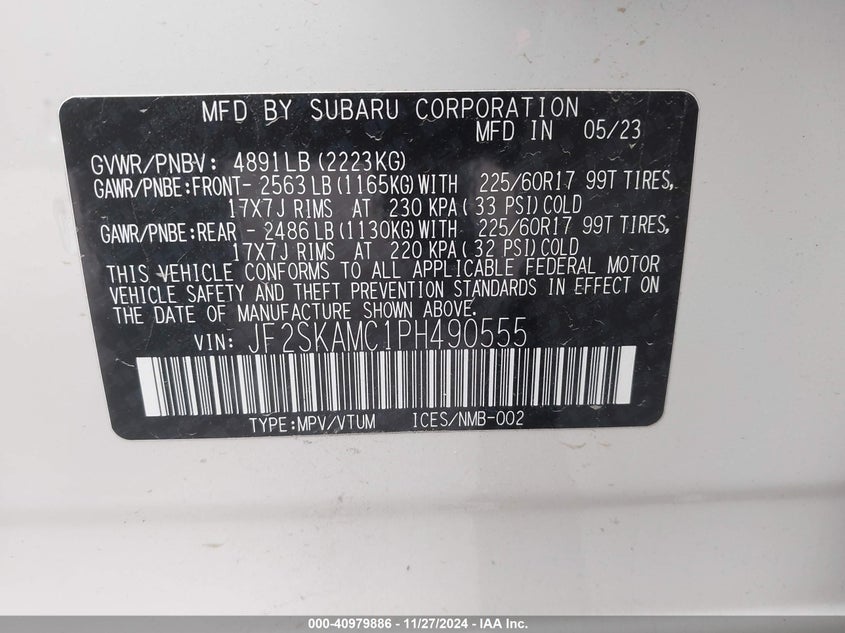 MFD BY SUBARU CORPORATION
MFD IN 05/23
GVWR/PNBV: 4891LB (2223KG)
GAWR/PNBE:FRONT- 2563LB (1165KG)WITH 225/60R17 99T TIRES,
17X7J RIMS AT 230 KPA( 33 PSI)COLD
GAWR/PNBE:REAR - 2486LB (1130KG)WITH 225/60R17 99T TIRES,
17X7J RIMS AT 220 KPA( 32 PSI)COLD
THIS VEHICLE CONFORMS TO ALL APPLICABLE FEDERAL MOTOR
VEHICLE SAFETY AND THEFT PREVENTION STANDARDS IN EFFECT ON
THE DATE OF MANUFACTURE SHOWN ABOVE.
VIN: JF2SKAMC1PH490555
TYPE:MPV/VTUM ICES/NMB-002
000-40979886 - 11/27/2024 - IAA Inc.